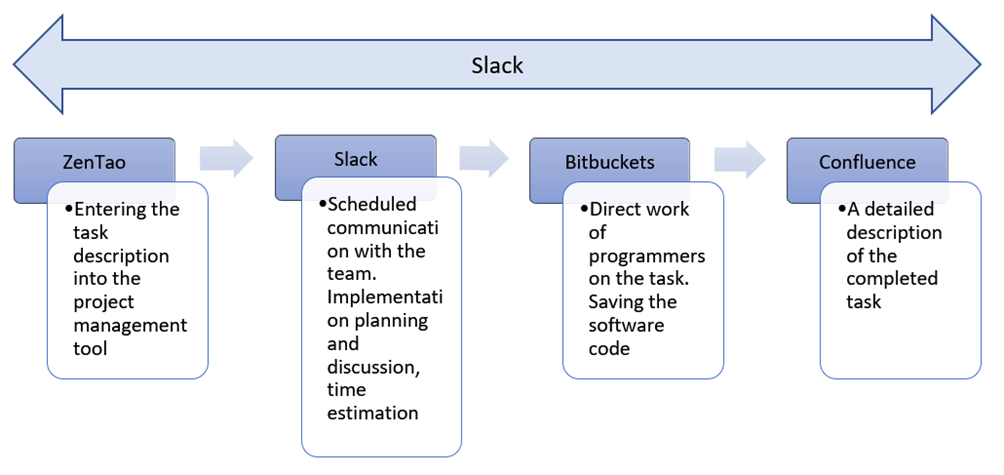 Slack
ZenTao
•Entering the
task
description
into the
project
management
tool
Slack
•Scheduled
communicati
on with the
team.
Implementati
on planning
and
discussion,
time
estimation
Bitbuckets
•Direct work
of
programmers
on the task.
Saving the
software
code
Confluence
•A detailed
description
of the
completed
task